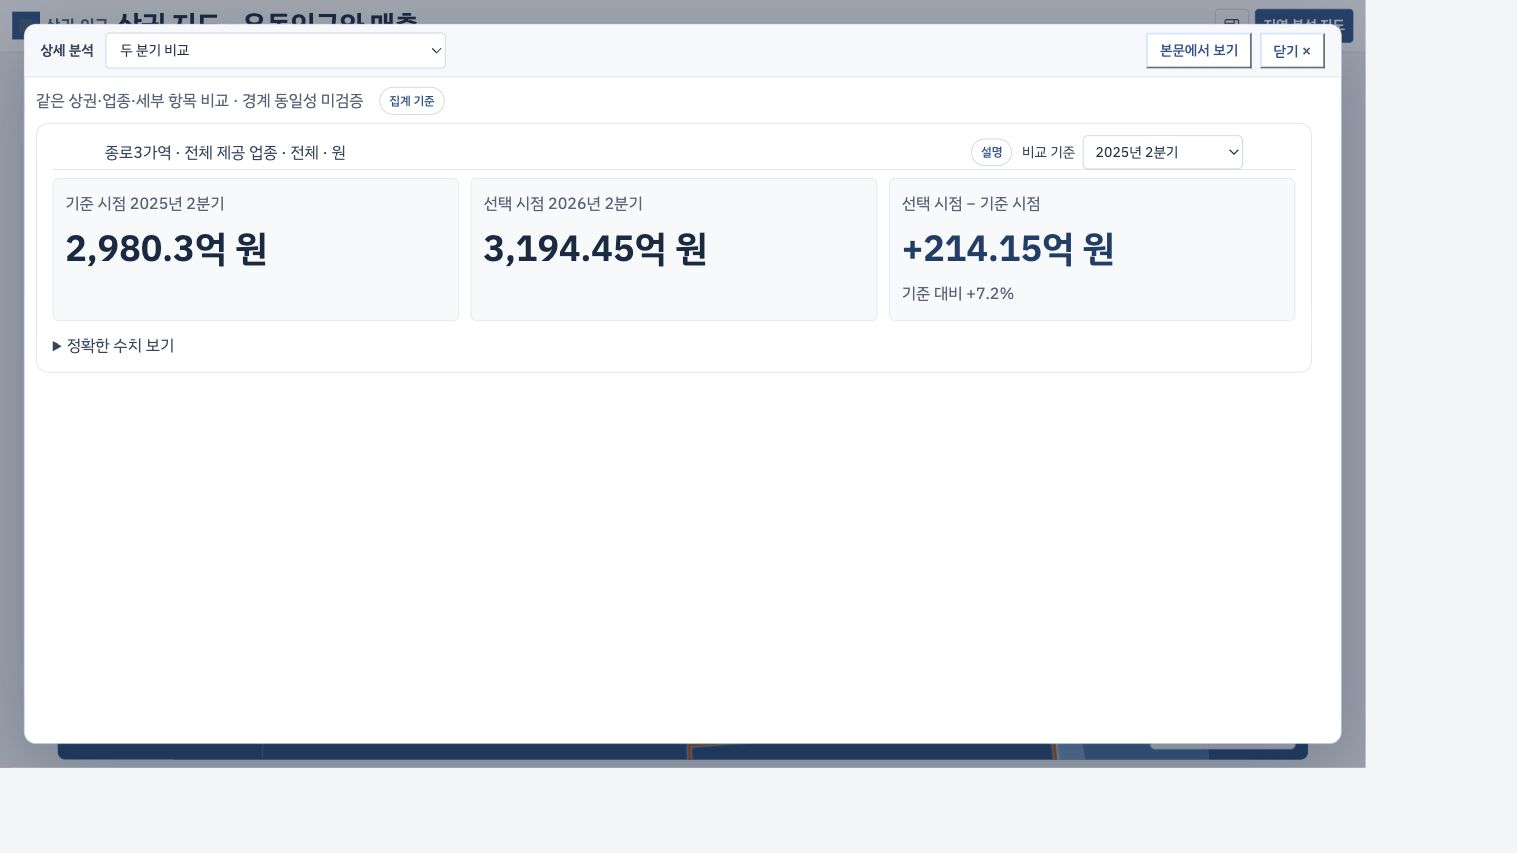 상세 분석 두 분기 비교 본문에서 보기 닫기 ×
같은 상권·업종·세부 항목 비교 · 경계 동일성 미검증 집계 기준
종로3가역 · 전체 제공 업종 · 전체 · 원 설명 비교 기준 2025년 2분기
기준 시점 2025년 2분기
2,980.3억 원
선택 시점 2026년 2분기
3,194.45억 원
선택 시점 − 기준 시점
+214.15억 원
기준 대비 +7.2%
▶ 정확한 수치 보기